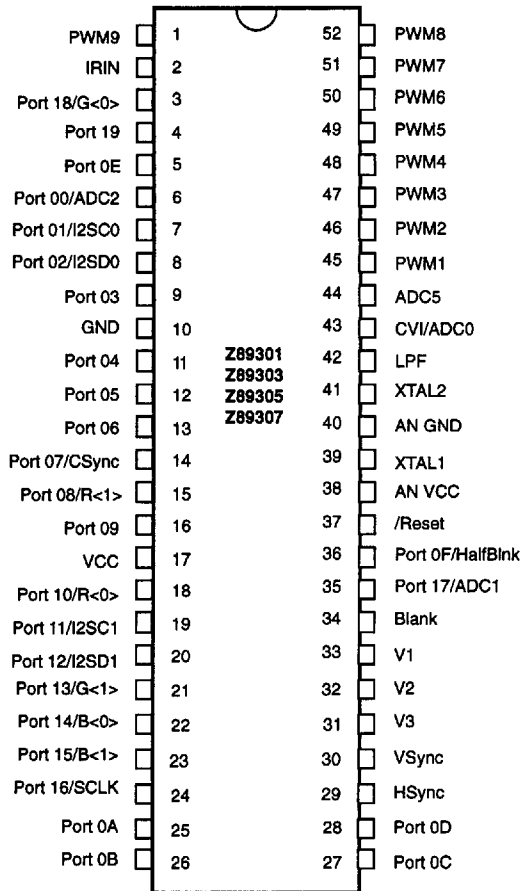 PWM9 1 52 PWM8
IRIN 2 51 PWM7
Port 18/G<0> 3 50 PWM6
Port 19 4 49 PWM5
Port 0E 5 48 PWM4
Port 00/ADC2 6 47 PWM3
Port 01/I2SC0 7 46 PWM2
Port 02/I2SD0 8 45 PWM1
Port 03 9 44 ADC5
GND 10 43 CVI/ADC0
Port 04 11 Z89301 42 LPF
Z89303
Port 05 12 Z89305 41 XTAL2
Z89307
Port 06 13 40 AN GND
Port 07/CSync 14 39 XTAL1
Port 08/R<1> 15 38 AN VCC
Port 09 16 37 /Reset
VCC 17 36 Port 0F/HalfBlnk
Port 10/R<0> 18 35 Port 17/ADC1
Port 11/I2SC1 19 34 Blank
Port 12/I2SD1 20 33 V1
Port 13/G<1> 21 32 V2
Port 14/B<0> 22 31 V3
Port 15/B<1> 23 30 VSync
Port 16/SCLK 24 29 HSync
Port 0A 25 28 Port 0D
Port 0B 26 27 Port 0C